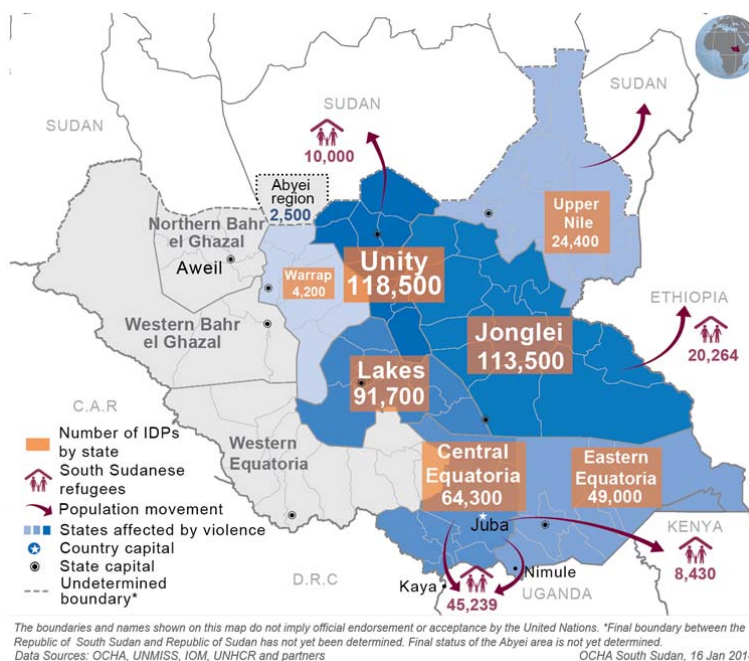 SUDAN
SUDAN
SUDAN
10,000
Abyei
region
2,500
Upper
Nile
24,400
Northern Bahr
el Ghazal
Aweil
Warrap
4,200
Unity
118,500
Western Bahr
el Ghazal
Jonglei
113,500
ETHIOPIA
20,264
Lakes
91,700
C.A.R
Western
Equatoria
Central
Equatoria
64,300
Eastern
Equatoria
49,000
Juba
KENYA
8,430
D.R.C
Kaya
Nimule
UGANDA
45,239
Number of IDPs
by state
South Sudanese
refugees
Population movement
States affected by violence
Country capital
State capital
Undetermined
boundary*
The boundaries and names shown on this map do not imply official endorsement or acceptance by the United Nations. *Final boundary between the
Republic of South Sudan and Republic of Sudan has not yet been determined. Final status of the Abyei area is not yet determined.
Data Sources: OCHA, UNMISS, IOM, UNHCR and partners
OCHA South Sudan, 16 Jan 201